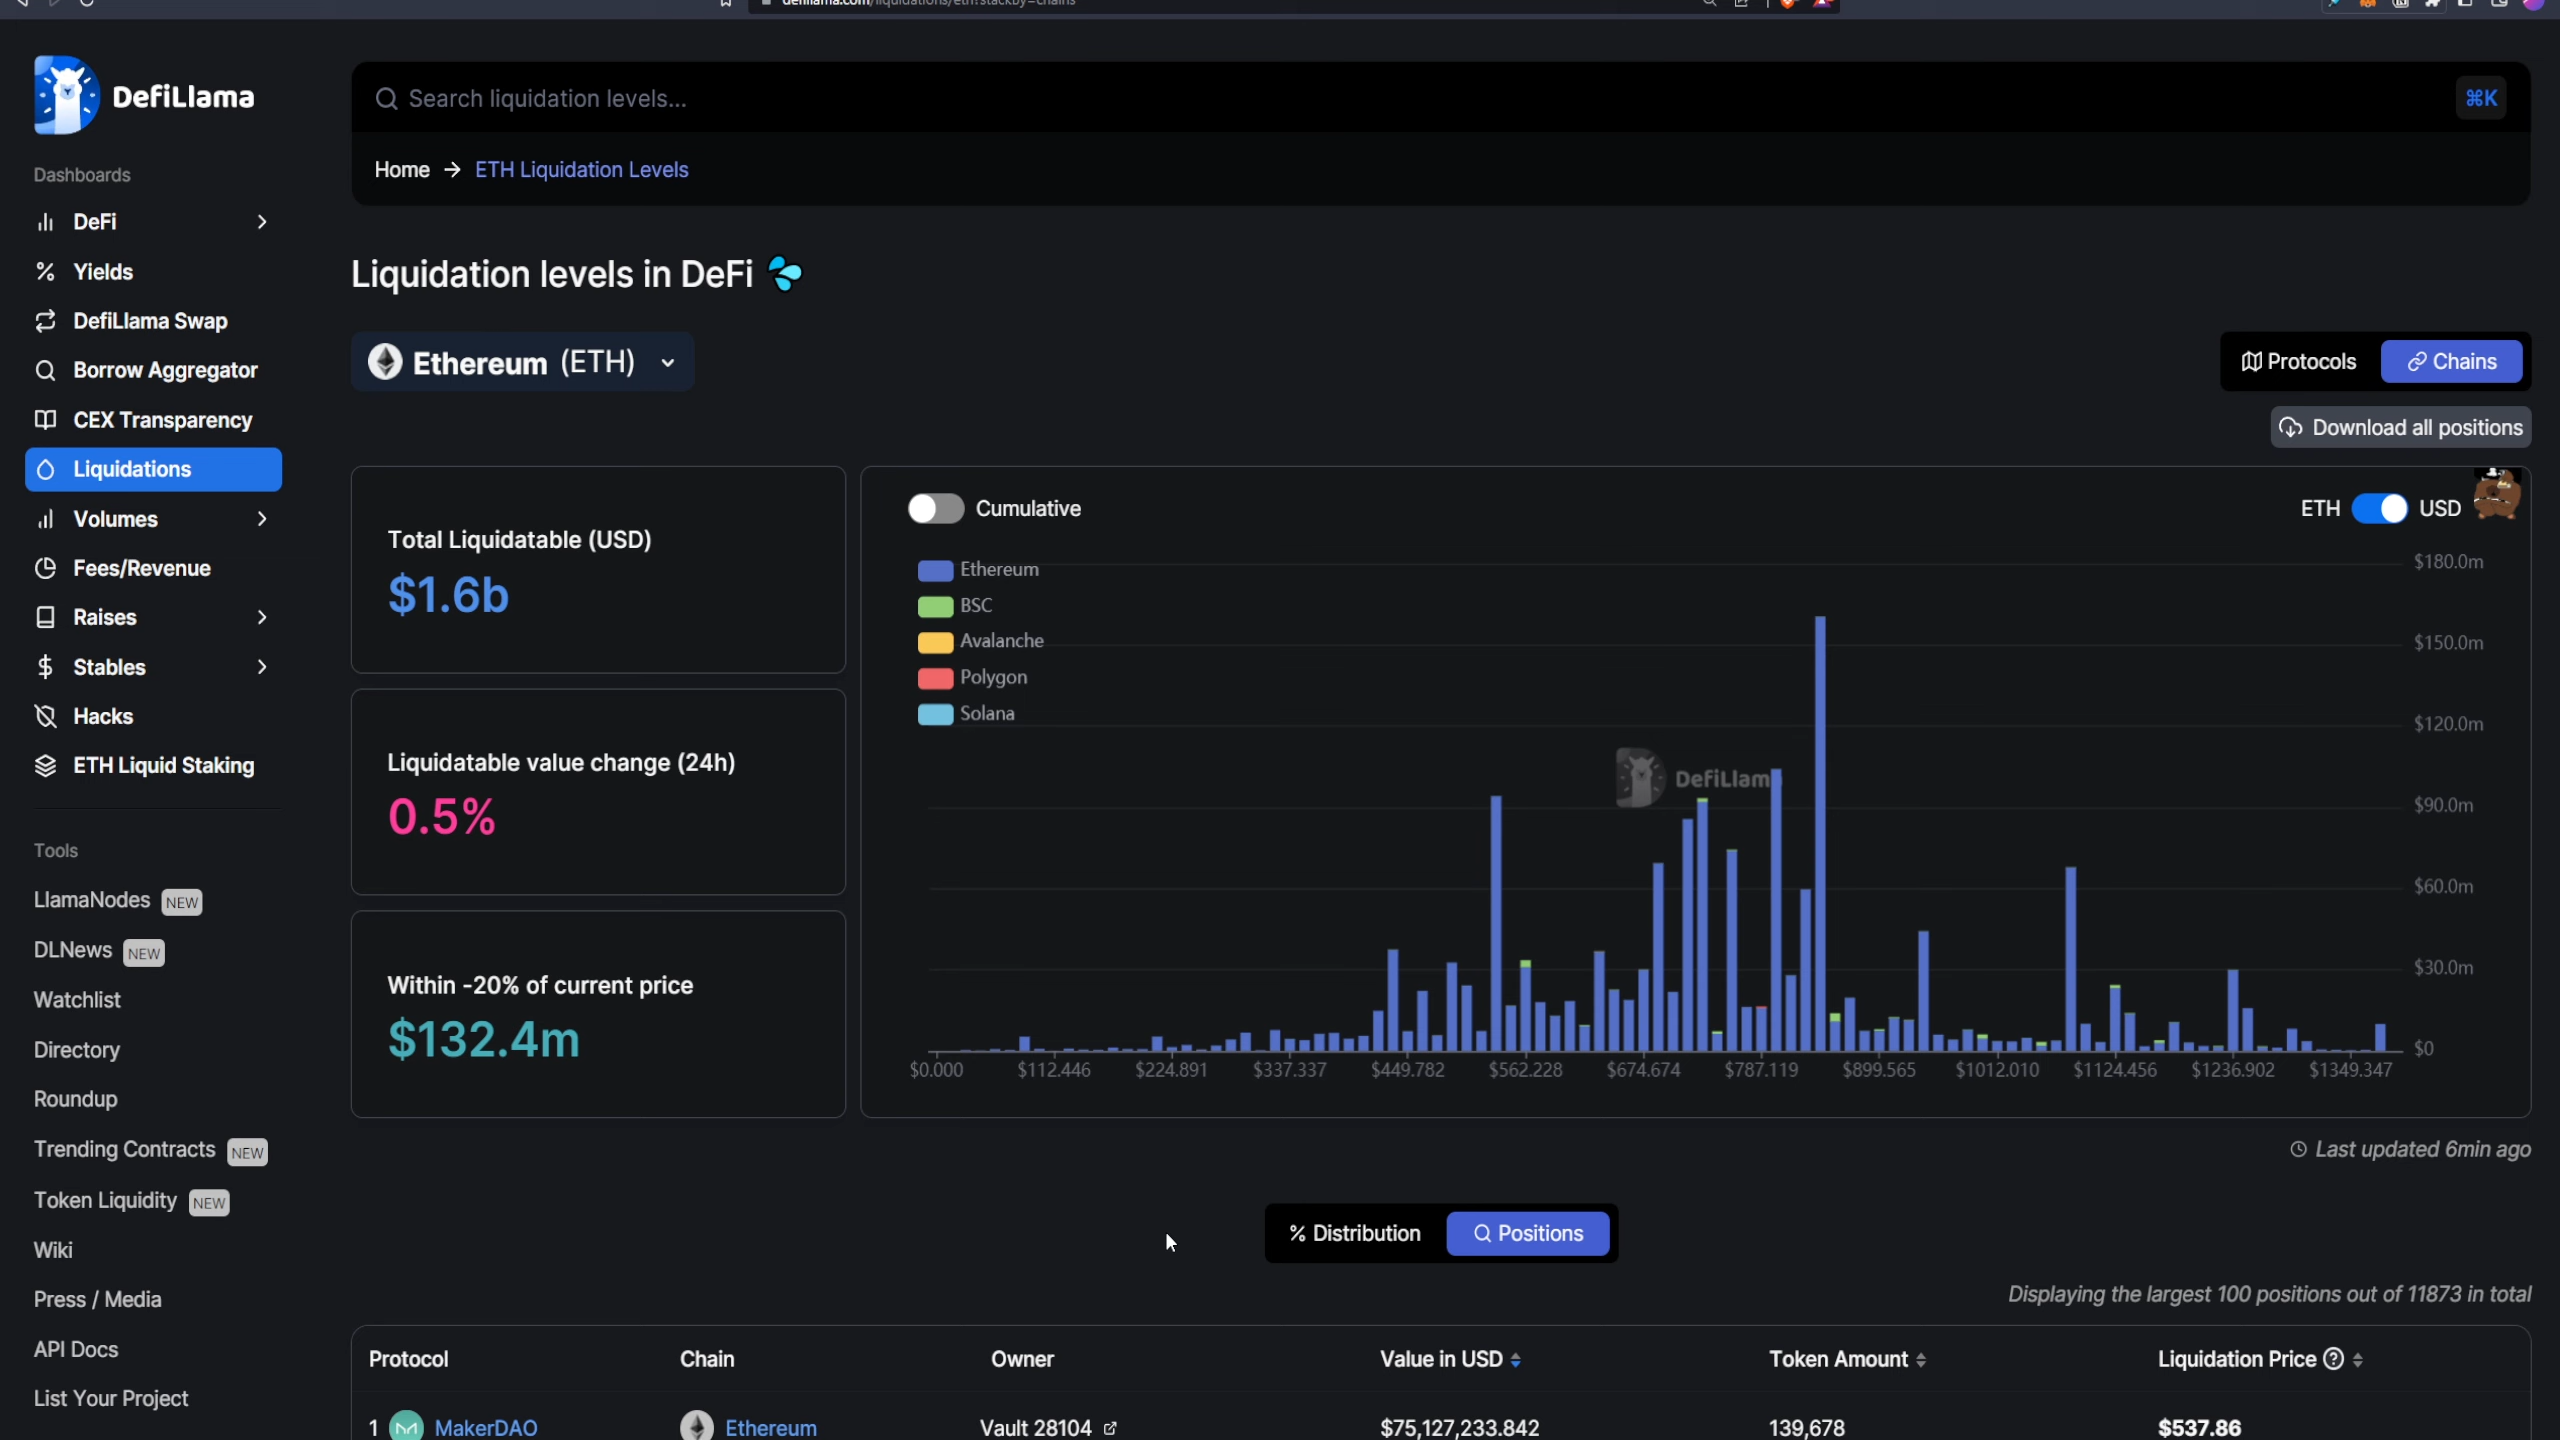 defillama.com/liquidations/eth?stackBy=chains
DefiLlama
Search liquidation levels...
⌘K
Home → ETH Liquidation Levels
Dashboards
DeFi
Yields
DefiLlama Swap
Borrow Aggregator
CEX Transparency
Liquidations
Volumes
Fees/Revenue
Raises
Stables
Hacks
ETH Liquid Staking
Tools
LlamaNodes NEW
DLNews NEW
Watchlist
Directory
Roundup
Trending Contracts NEW
Token Liquidity NEW
Wiki
Press / Media
API Docs
List Your Project
Liquidation levels in DeFi
Ethereum (ETH)
Protocols Chains
Download all positions
Total Liquidatable (USD)
$1.6b
Liquidatable value change (24h)
0.5%
Within -20% of current price
$132.4m
Cumulative
ETH USD
Ethereum
BSC
Avalanche
Polygon
Solana
DefiLlam
$180.0m
$150.0m
$120.0m
$90.0m
$60.0m
$30.0m
$0
$0.000 $112.446 $224.891 $337.337 $449.782 $562.228 $674.674 $787.119 $899.565 $1012.010 $1124.456 $1236.902 $1349.347
Last updated 6min ago
% Distribution Positions
Displaying the largest 100 positions out of 11873 in total
Protocol Chain Owner Value in USD Token Amount Liquidation Price
1 MakerDAO Ethereum Vault 28104 $75,127,233.842 139,678 $537.86